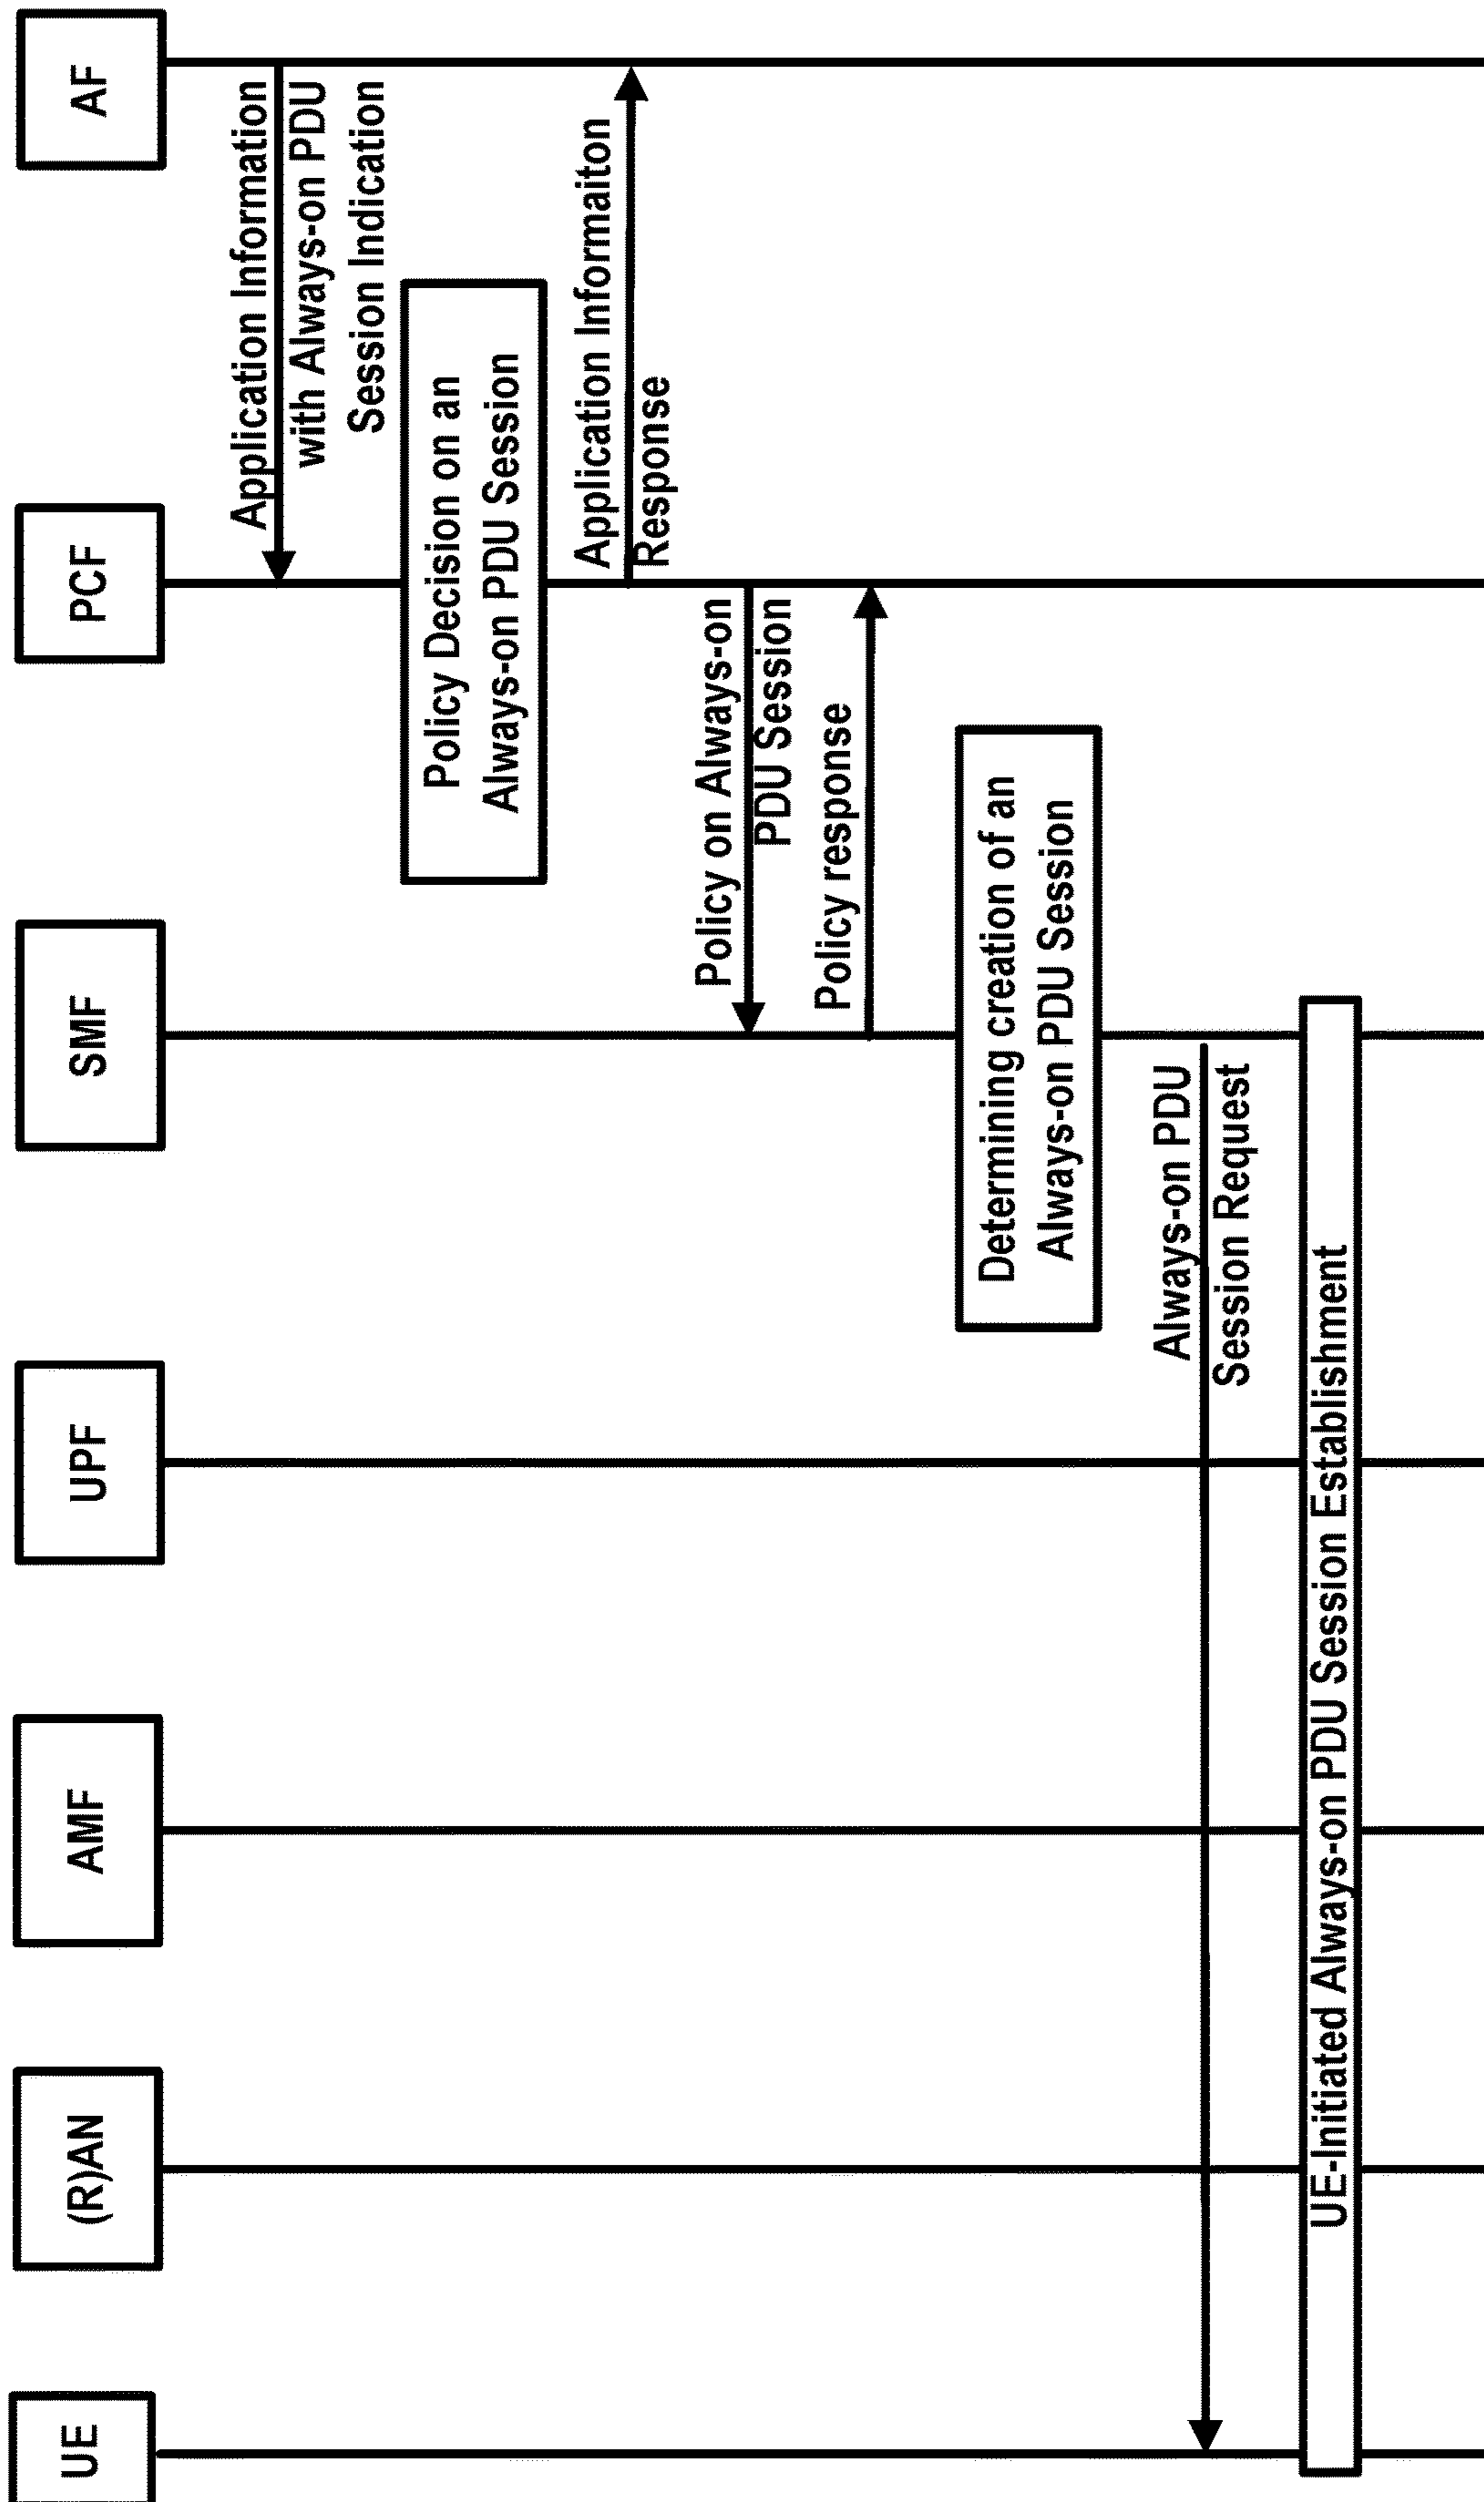 UE
(R)AN
AMF
UPF
SMF
PCF
AF
Application Information
with Always-on PDU
Session Indication
Policy Decision on an
Always-on PDU Session
Application Informaiton
Response
Policy on Always-on
PDU Session
Policy response
Determining creation of an
Always-on PDU Session
Always-on PDU
Session Request
UE-Initiated Always-on PDU Session Establishment